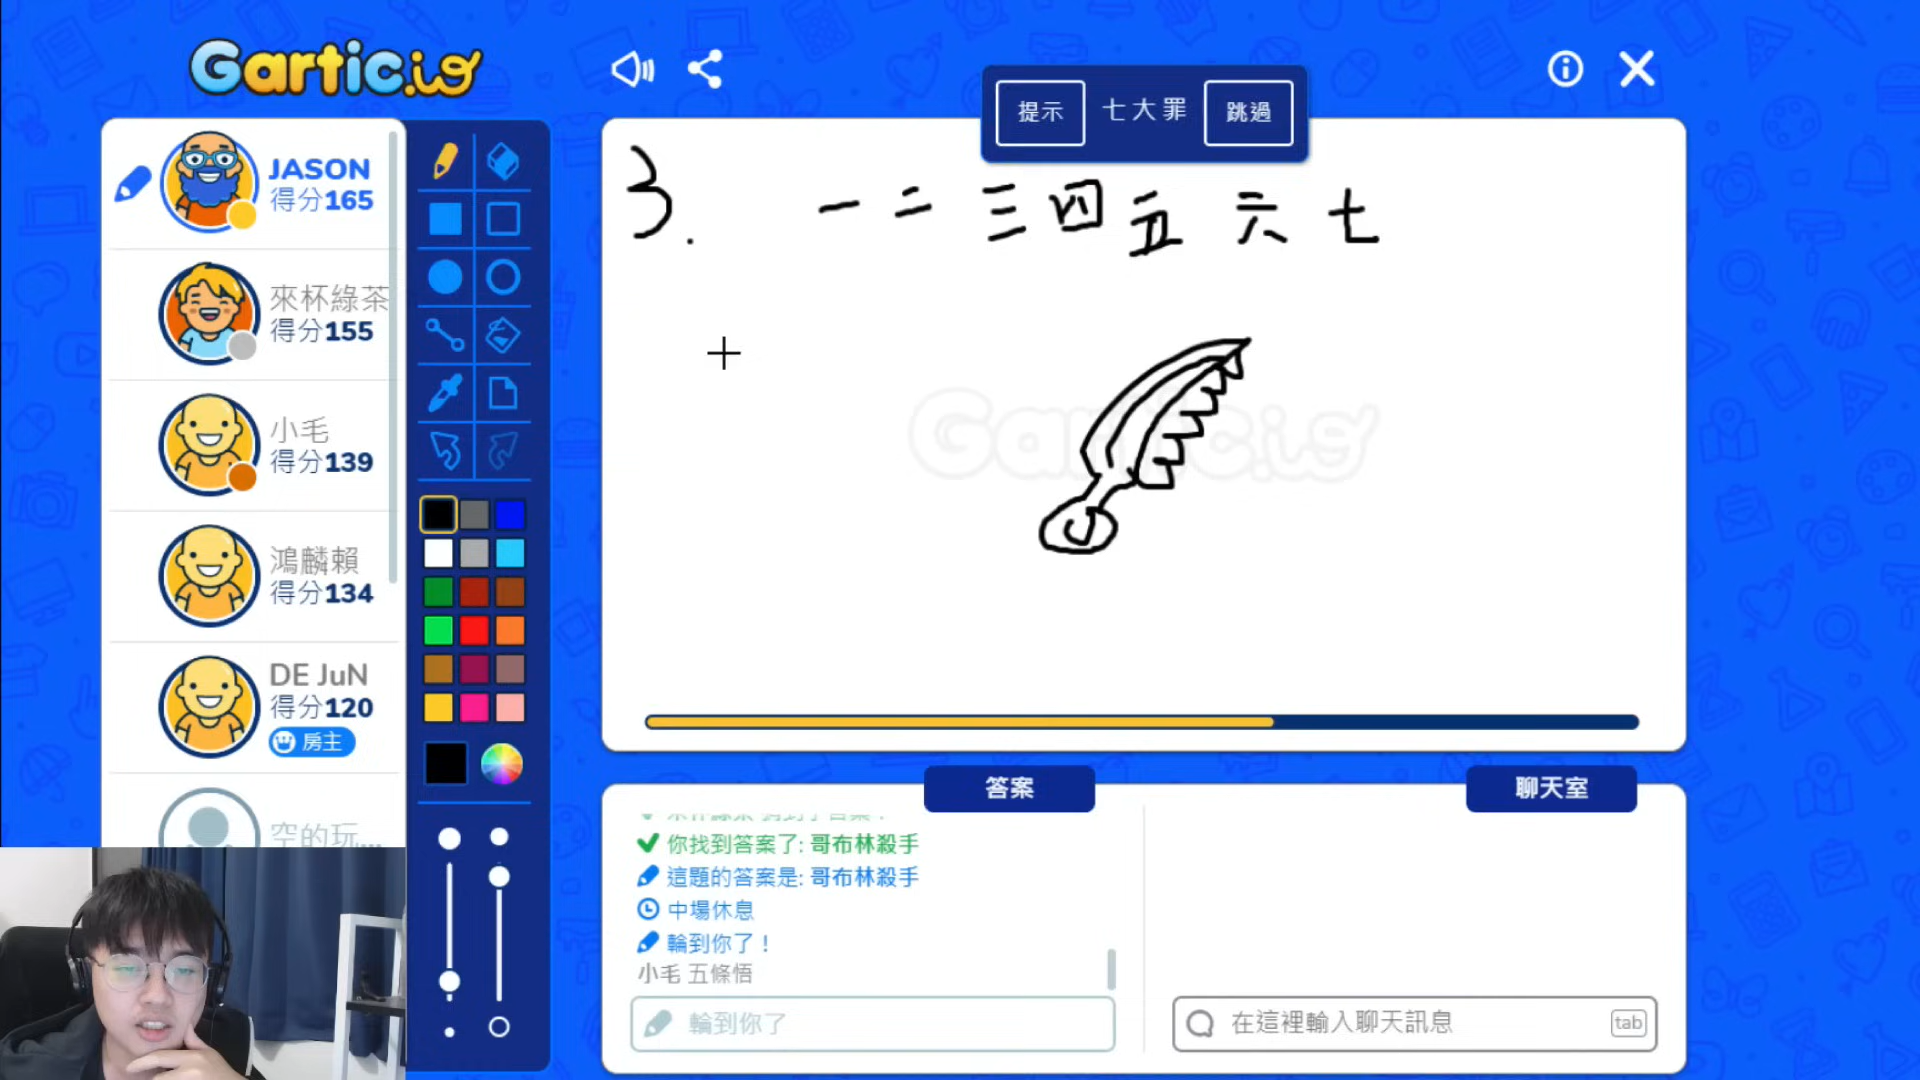 Gartic.io
提示 七大罪 跳過
JASON
得分165
來杯綠茶
得分155
小毛
得分139
鴻麟賴
得分134
DE JuN
得分120
房主
空的玩...
3. 一 二 三 四 五 六 七
Gartic.io
答案
你找到答案了: 哥布林殺手
這題的答案是: 哥布林殺手
中場休息
輪到你了！
小毛 五條悟
輪到你了
聊天室
在這裡輸入聊天訊息
tab